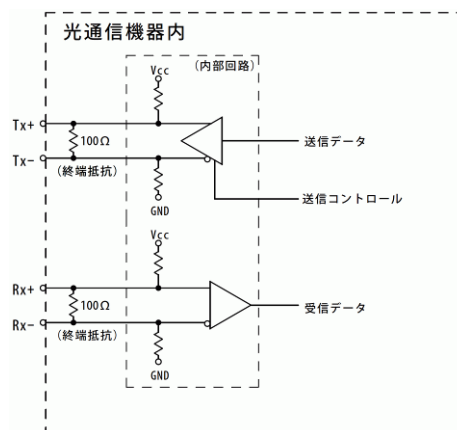 光通信機器内
(内部回路)
Vcc
Tx+
100Ω
送信データ
Tx-
(終端抵抗)
送信コントロール
GND
Vcc
Rx+
100Ω
受信データ
Rx-
(終端抵抗)
GND